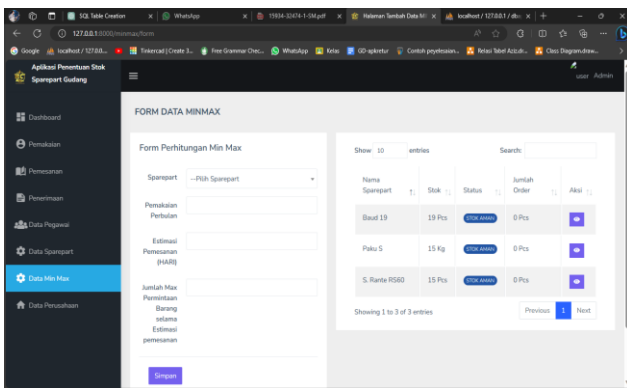 SQL Table Creation
WhatsApp
15934-32474-1-SM.pdf
Halaman Tambah Data Mi
localhost / 127.0.0.1 / db
127.0.0.1:8000/minmax/form
Google
localhost / 127.0.0...
Tinkercad | Create 3...
Free Grammar Chec...
WhatsApp
Kelas
GD-apkretur
Contoh peyelesaian...
Relasi Tabel Aziz.dr...
Class Diagram.draw...
Aplikasi Penentuan Stok
Sparepart Gudang
user Admin
Dashboard
Pemakaian
Pemesanan
Penerimaan
Data Pegawai
Data Sparepart
Data Min Max
Data Perusahaan
FORM DATA MINMAX
Form Perhitungan Min Max
Sparepart
--Pilih Sparepart
Pemakaian
Perbulan
Estimasi
Pemesanan
(HARI)
Jumlah Max
Permintaan
Barang
selama
Estimasi
pemesanan
Simpan
Show 10 entries
Search:
Nama
Sparepart
Stok
Status
Jumlah
Order
Aksi
Baud 19
19 Pcs
STOK AMAN
0 Pcs
Paku S
15 Kg
STOK AMAN
0 Pcs
S. Rante RS60
15 Pcs
STOK AMAN
0 Pcs
Showing 1 to 3 of 3 entries
Previous
1
Next